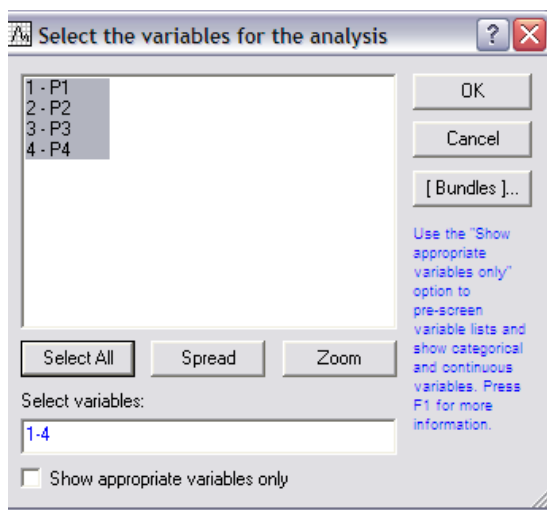 Select the variables for the analysis
?
1 - P1
2 - P2
3 - P3
4 - P4
OK
Cancel
[ Bundles ]...
Use the "Show
appropriate
variables only"
option to
pre-screen
variable lists and
show categorical
and continuous
variables. Press
F1 for more
information.
Select All
Spread
Zoom
Select variables:
1-4
Show appropriate variables only